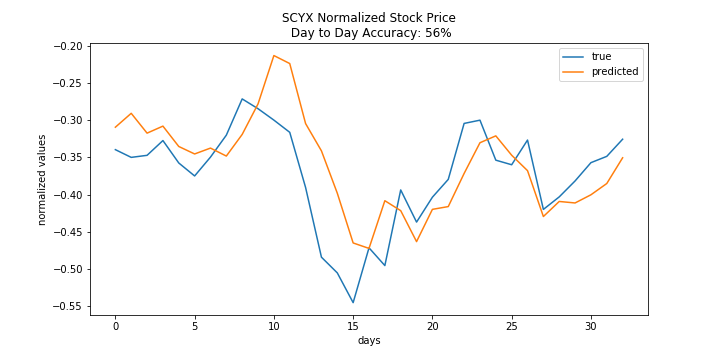 SCYX Normalized Stock Price
Day to Day Accuracy: 56%
true
predicted
normalized values
−0.20
−0.25
−0.30
−0.35
−0.40
−0.45
−0.50
−0.55
0 5 10 15 20 25 30
days